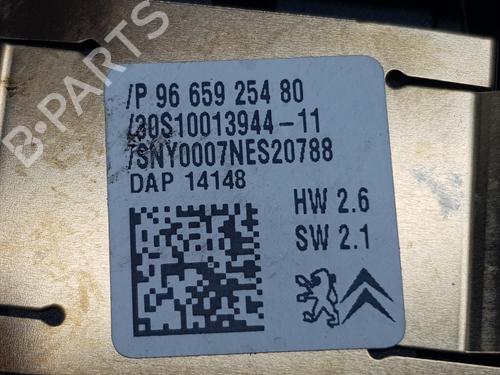 /P 96 659 254 80
/30S10013944-11
/SNY0007NES20788
DAP 14148
HW 2.6
SW 2.1
B-PARTS